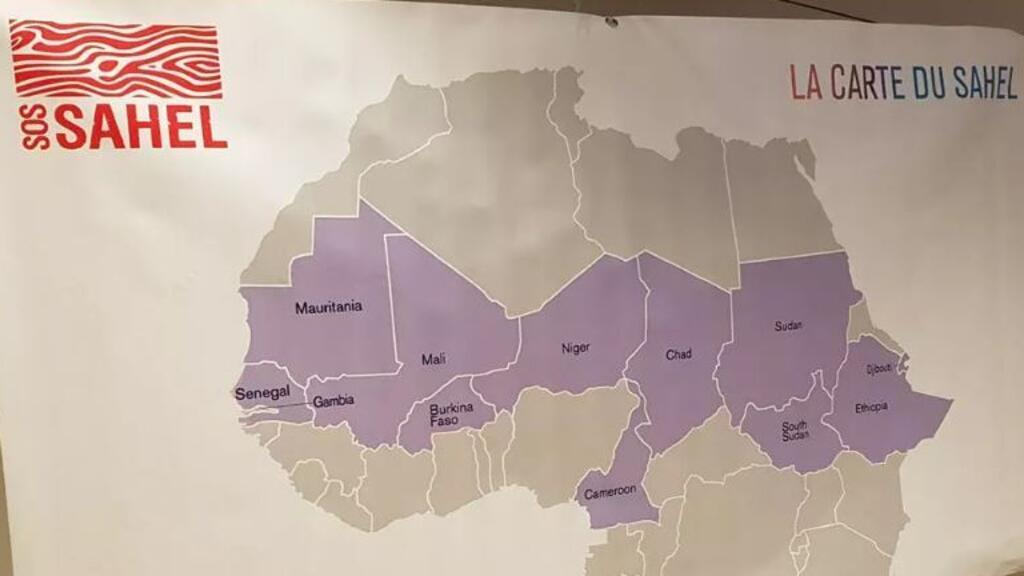 SOS
SAHEL
LA CARTE DU SAHEL
Mauritania
Mali
Niger
Chad
Sudan
Djibouti
Senegal
Gambia
Burkina
Faso
Ethiopia
South
Sudan
Cameroon